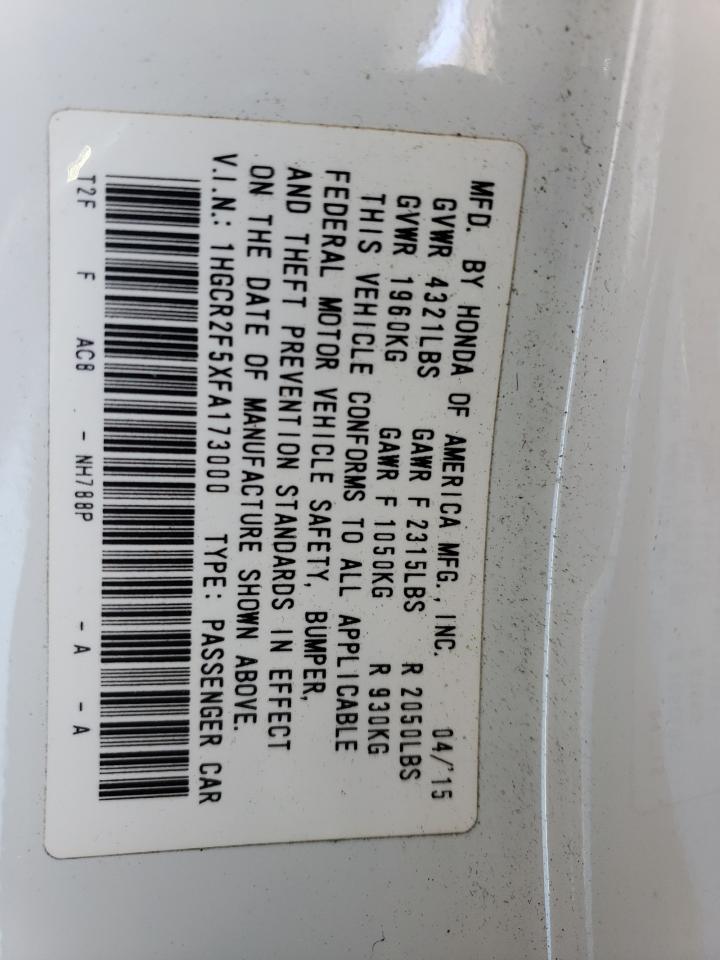 MFD. BY HONDA OF AMERICA MFG., INC. 04/'15
GVWR 4321LBS GAWR F 2315LBS R 2050LBS
GVWR 1960KG GAWR F 1050KG R 930KG
THIS VEHICLE CONFORMS TO ALL APPLICABLE
FEDERAL MOTOR VEHICLE SAFETY, BUMPER,
AND THEFT PREVENTION STANDARDS IN EFFECT
ON THE DATE OF MANUFACTURE SHOWN ABOVE.
V.I.N.: 1HGCR2F5XFA173000 TYPE: PASSENGER CAR
T2F F AC8 - NH788P - A - A